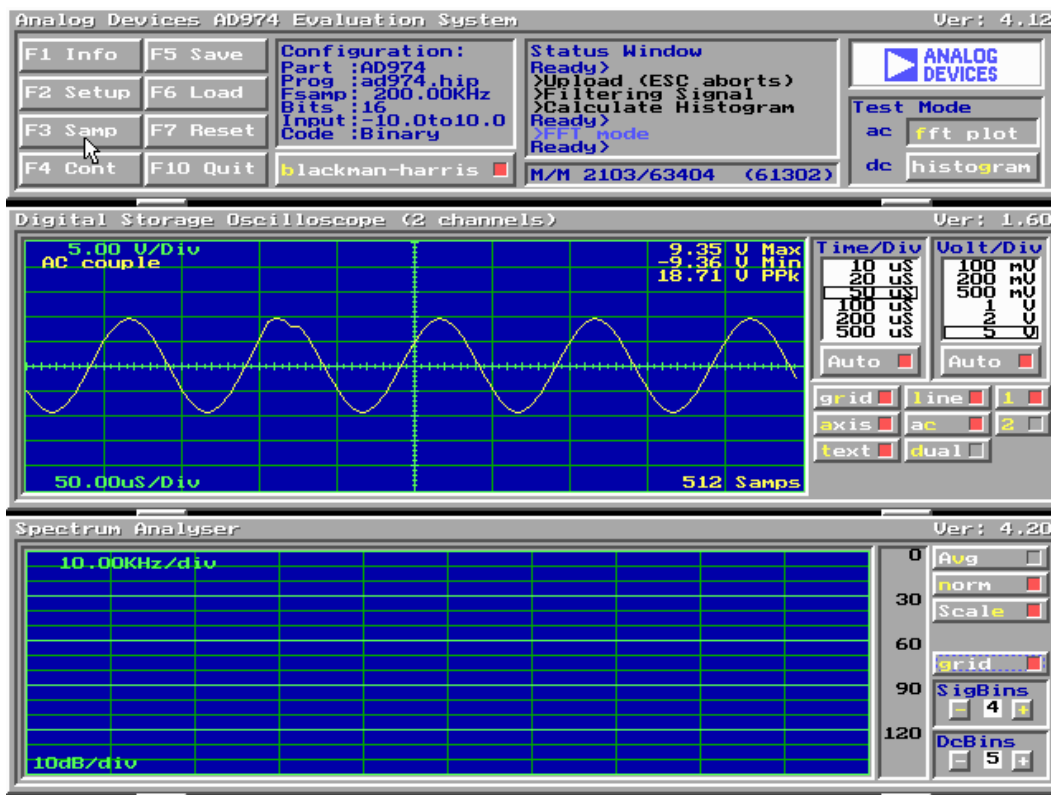 Analog Devices AD974 Evaluation System Ver: 4.12
F1 Info F5 Save
F2 Setup F6 Load
F3 Samp F7 Reset
F4 Cont F10 Quit
Configuration:
Part :AD974
Prog :ad974.hip
Fsamp: 200.00KHz
Bits :16
Input:-10.0to10.0
Code :Binary
blackman-harris
Status Window
Ready>
>Upload (ESC aborts)
>Filtering Signal
>Calculate Histogram
Ready>
>FFT mode
Ready>
M/M 2103/63404 (61302)
ANALOG
DEVICES
Test Mode
ac fft plot
dc histogram
Digital Storage Oscilloscope (2 channels) Ver: 1.60
5.00 V/Div
AC couple
9.35 V Max
-9.36 V Min
18.71 V PPk
50.00uS/Div
512 Samps
Time/Div
10 uS
20 uS
50 uS
100 uS
200 uS
500 uS
Auto
Volt/Div
100 mV
200 mV
500 mV
1 V
2 V
5 V
Auto
grid line 1
axis ac 2
text dual
Spectrum Analyser Ver: 4.20
10.00KHz/div
10dB/div
0
30
60
90
120
Avg
norm
Scale
grid
SigBins
- 4 +
DcBins
- 5 +